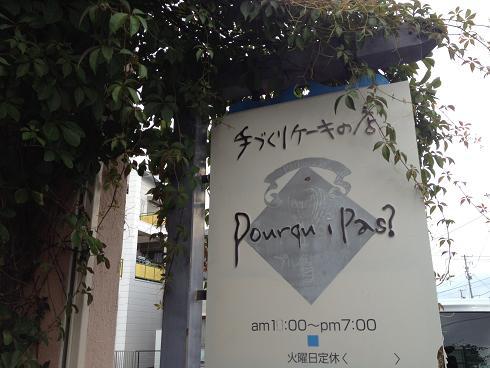 手づくりケーキの店
Pourqu i Pas?
am11:00〜pm7:00
火曜日定休く 〉